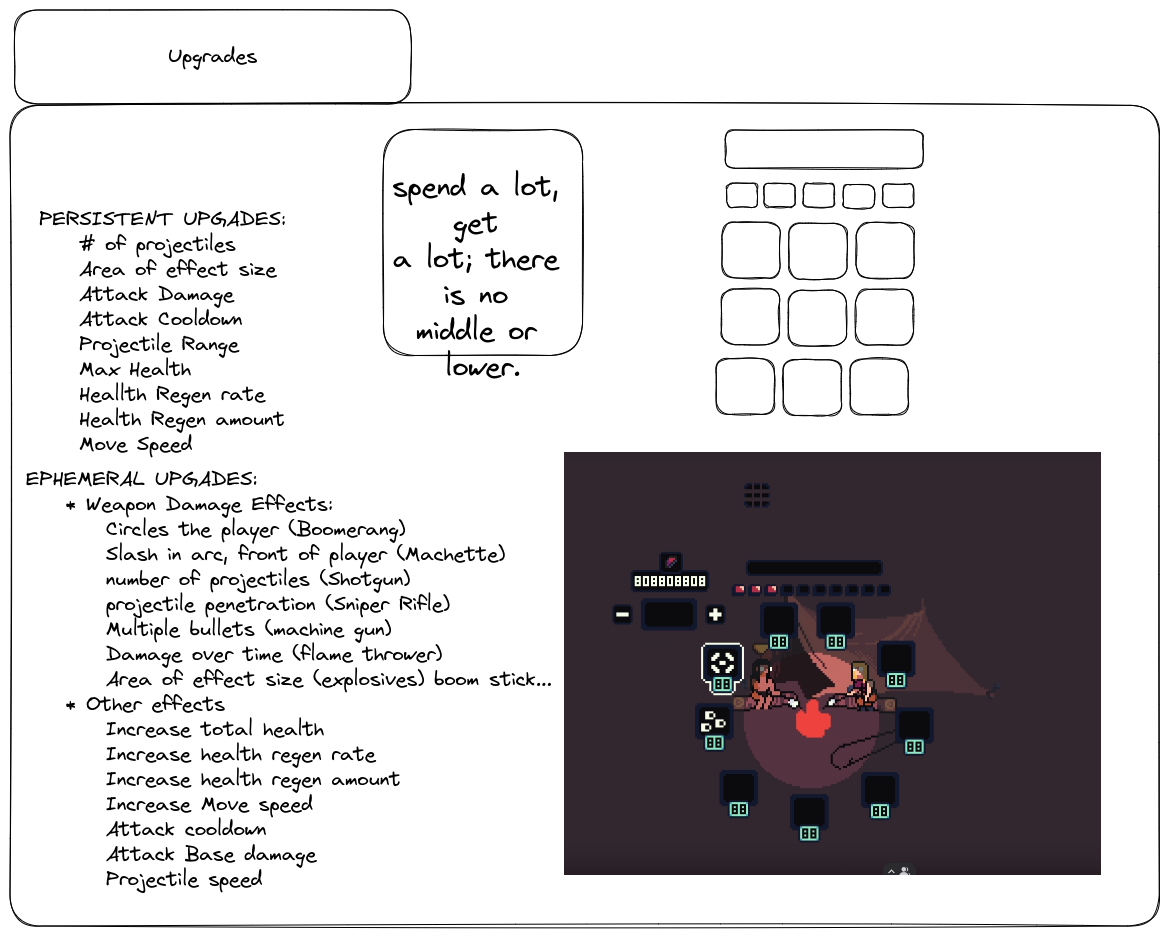 Upgrades
PERSISTENT UPGADES:
# of projectiles
Area of effect size
Attack Damage
Attack Cooldown
Projectile Range
Max Health
Heallth Regen rate
Health Regen amount
Move Speed
spend a lot,
get
a lot; there
is no
middle or
lower.
EPHEMERAL UPGADES:
* Weapon Damage Effects:
Circles the player (Boomerang)
Slash in arc, front of player (Machette)
number of projectiles (Shotgun)
projectile penetration (Sniper Rifle)
Multiple bullets (machine gun)
Damage over time (flame thrower)
Area of effect size (explosives) boom stick...
* Other effects
Increase total health
Increase health regen rate
Increase health regen amount
Increase Move speed
Attack cooldown
Attack Base damage
Projectile speed
808808808
- +
88
88
88
88
88
88
88
88
88